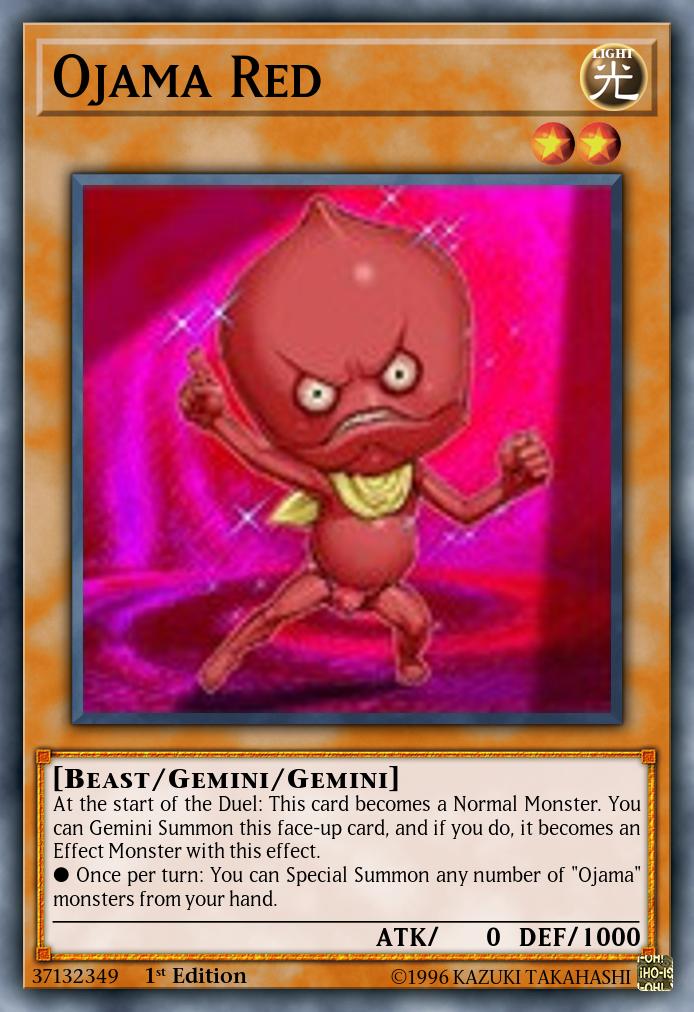 Ojama Red
LIGHT
光
[Beast/Gemini/Gemini]
At the start of the Duel: This card becomes a Normal Monster. You
can Gemini Summon this face-up card, and if you do, it becomes an
Effect Monster with this effect.
● Once per turn: You can Special Summon any number of "Ojama"
monsters from your hand.
ATK/ 0 DEF/1000
37132349 1st Edition ©1996 KAZUKI TAKAHASHI